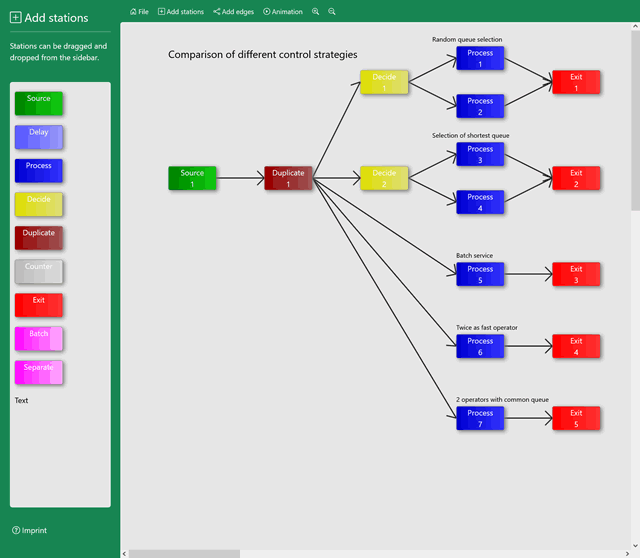 Add stations
Stations can be dragged and
dropped from the sidebar.
Source
Delay
Process
Decide
Duplicate
Counter
Exit
Batch
Separate
Text
Imprint
File Add stations Add edges Animation
Comparison of different control strategies
Random queue selection
Process
1
Decide
1
Exit
1
Process
2
Selection of shortest queue
Process
3
Source
1
Duplicate
1
Decide
2
Exit
2
Process
4
Batch service
Process
5
Exit
3
Twice as fast operator
Process
6
Exit
4
2 operators with common queue
Process
7
Exit
5